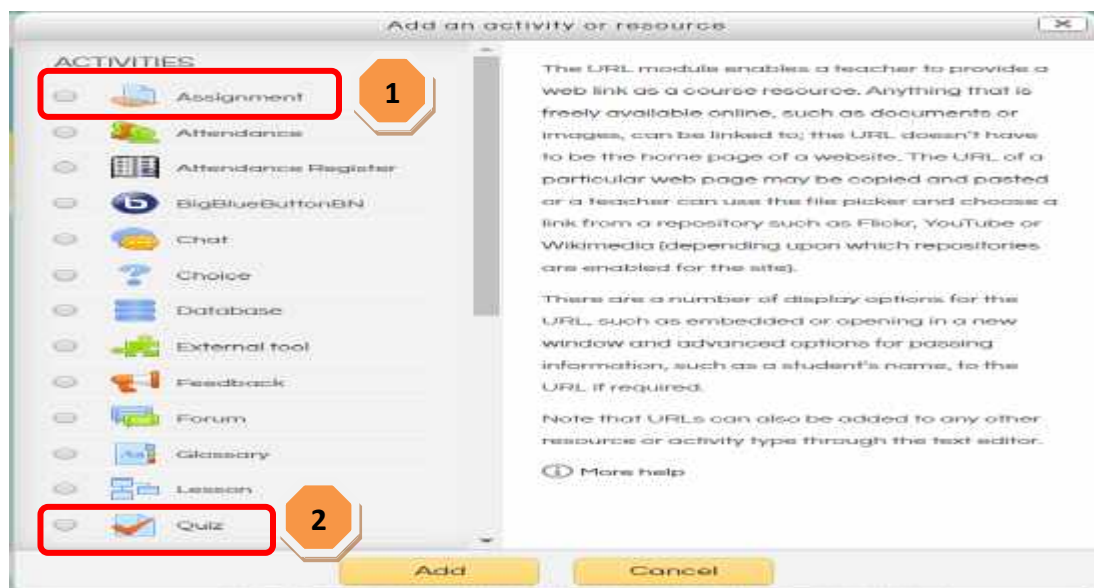 Add an activity or resource
ACTIVITIES
Assignment
1
Attendance
Attendance Register
BigBlueButtonBN
Chat
Choice
Database
External tool
Feedback
Forum
Glossary
Lesson
Quiz
2
The URL module enables a teacher to provide a
web link as a course resource. Anything that is
freely available online, such as documents or
images, can be linked to; the URL doesn't have
to be the home page of a website. The URL of a
particular web page may be copied and pasted
or a teacher can use the file picker and choose a
link from a repository such as Flickr, YouTube or
Wikimedia (depending upon which repositories
are enabled for the site).
There are a number of display options for the
URL, such as embedded or opening in a new
window and advanced options for passing
information, such as a student's name, to the
URL if required.
Note that URLs can also be added to any other
resource or activity type through the text editor.
More help
Add
Cancel